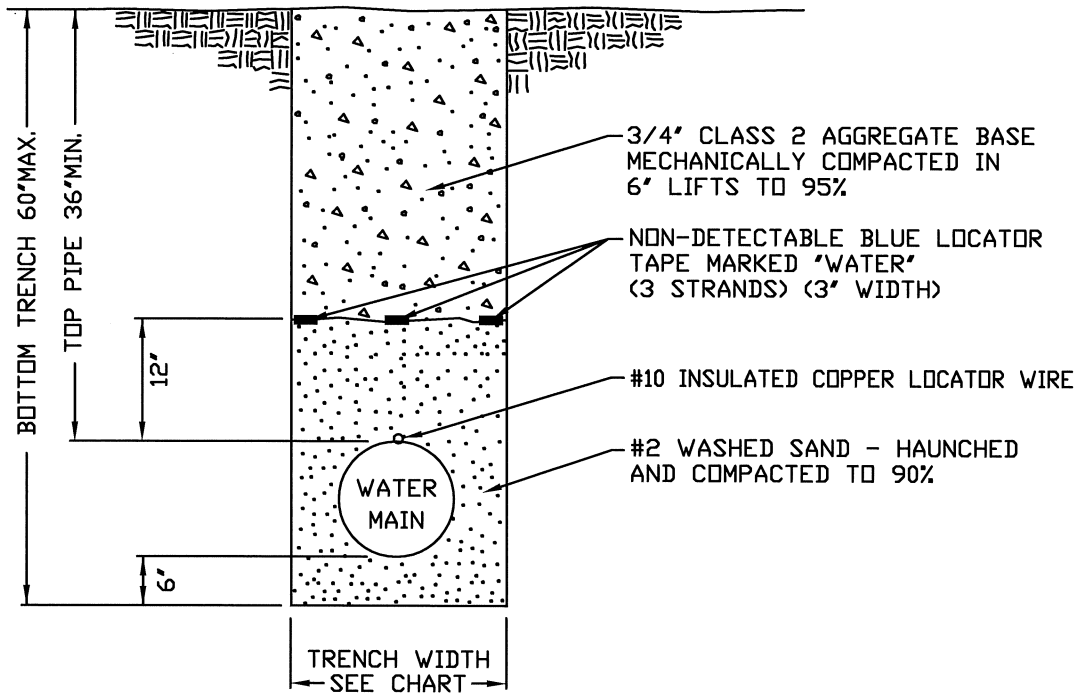 BOTTOM TRENCH 60"MAX.
TOP PIPE 36"MIN.
12"
6"
3/4" CLASS 2 AGGREGATE BASE
MECHANICALLY COMPACTED IN
6" LIFTS TO 95%
NON-DETECTABLE BLUE LOCATOR
TAPE MARKED "WATER"
(3 STRANDS) (3" WIDTH)
#10 INSULATED COPPER LOCATOR WIRE
#2 WASHED SAND - HAUNCHED
AND COMPACTED TO 90%
WATER
MAIN
TRENCH WIDTH
SEE CHART